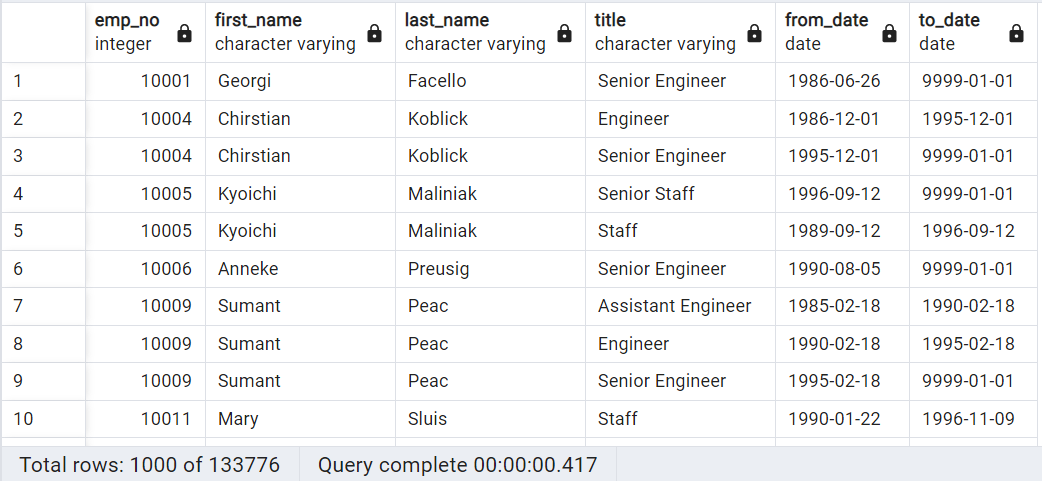 emp_no first_name last_name title from_date to_date
integer character varying character varying character varying date date
1 10001 Georgi Facello Senior Engineer 1986-06-26 9999-01-01
2 10004 Chirstian Koblick Engineer 1986-12-01 1995-12-01
3 10004 Chirstian Koblick Senior Engineer 1995-12-01 9999-01-01
4 10005 Kyoichi Maliniak Senior Staff 1996-09-12 9999-01-01
5 10005 Kyoichi Maliniak Staff 1989-09-12 1996-09-12
6 10006 Anneke Preusig Senior Engineer 1990-08-05 9999-01-01
7 10009 Sumant Peac Assistant Engineer 1985-02-18 1990-02-18
8 10009 Sumant Peac Engineer 1990-02-18 1995-02-18
9 10009 Sumant Peac Senior Engineer 1995-02-18 9999-01-01
10 10011 Mary Sluis Staff 1990-01-22 1996-11-09
Total rows: 1000 of 133776 Query complete 00:00:00.417